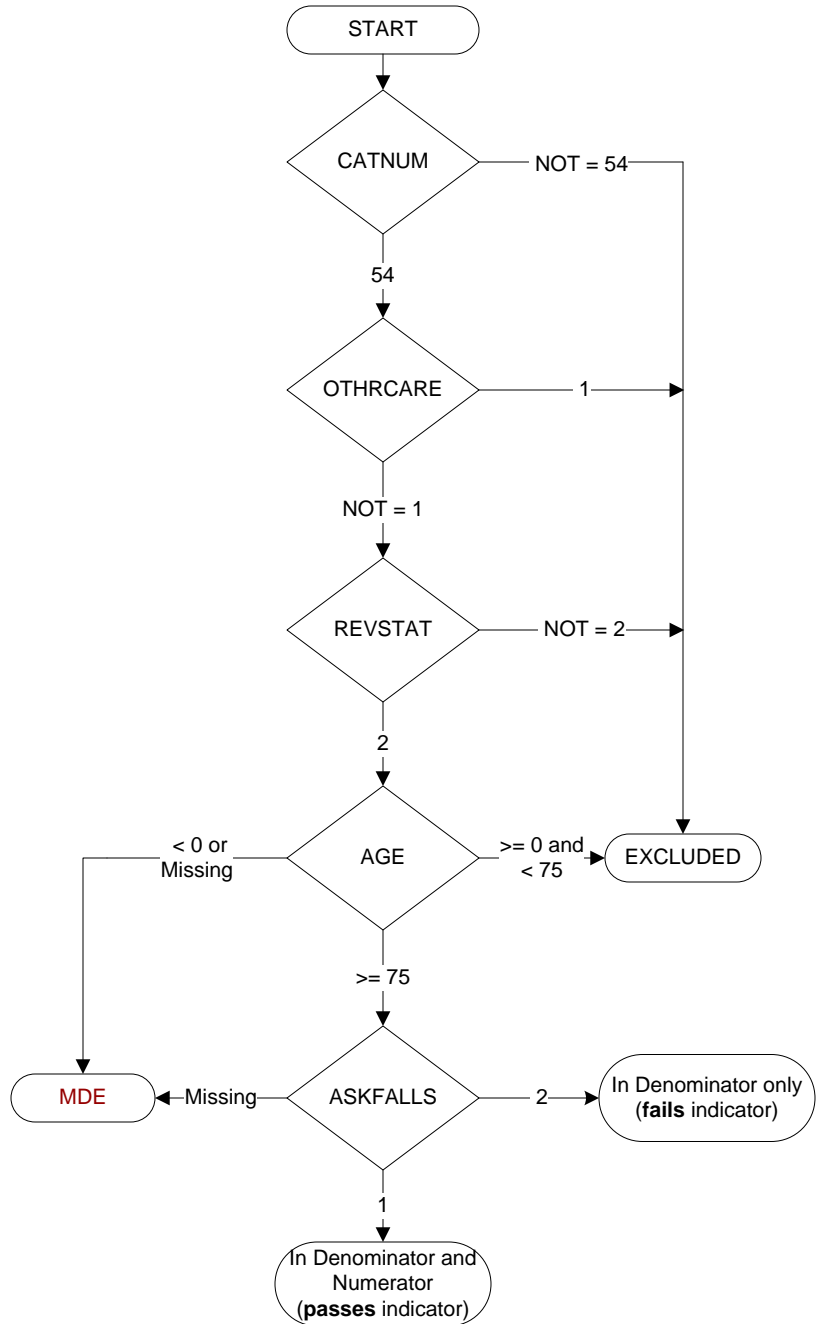 START
CATNUM
NOT = 54
54
OTHRCARE
1
NOT = 1
REVSTAT
NOT = 2
2
< 0 or
Missing
AGE
>= 0 and
< 75
EXCLUDED
>= 75
MDE
Missing
ASKFALLS
2
In Denominator only
(fails indicator)
1
In Denominator and
Numerator
(passes indicator)